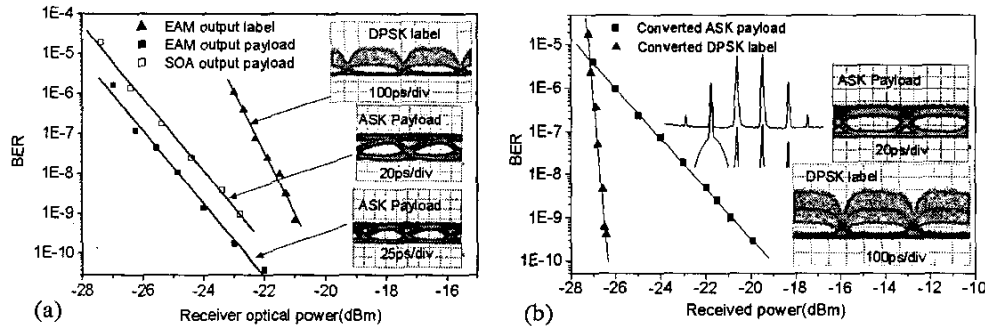 1E-4
1E-5
1E-6
1E-7
1E-8
1E-9
1E-10
BER
EAM output label
EAM output payload
SOA output payload
DPSK label
100ps/div
ASK Payload
20ps/div
ASK Payload
25ps/div
-28 -26 -24 -22 -20 -18 -16
Receiver optical power(dBm)
(a)
1E-5
1E-6
1E-7
1E-8
1E-9
1E-10
BER
Converted ASK payload
Converted DPSK label
ASK Payload
20ps/div
DPSK label
100ps/div
-28 -26 -24 -22 -20 -18 -16 -14 -12 -10
Received power(dBm)
(b)